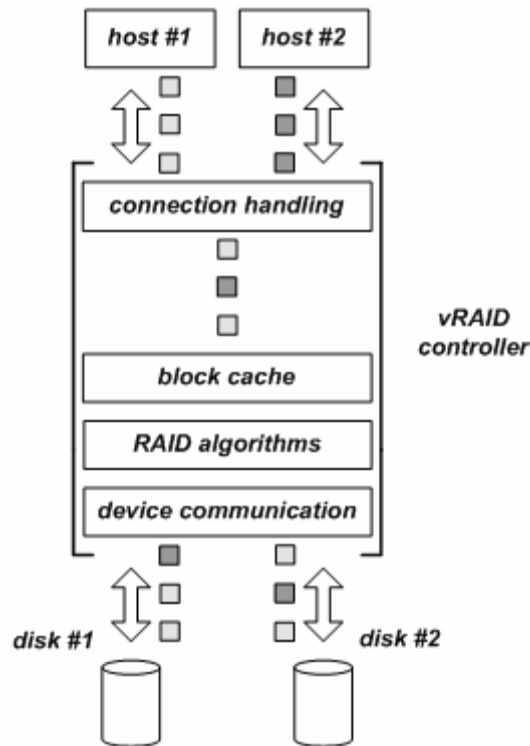 host #1
host #2
connection handling
vRAID
controller
block cache
RAID algorithms
device communication
disk #1
disk #2